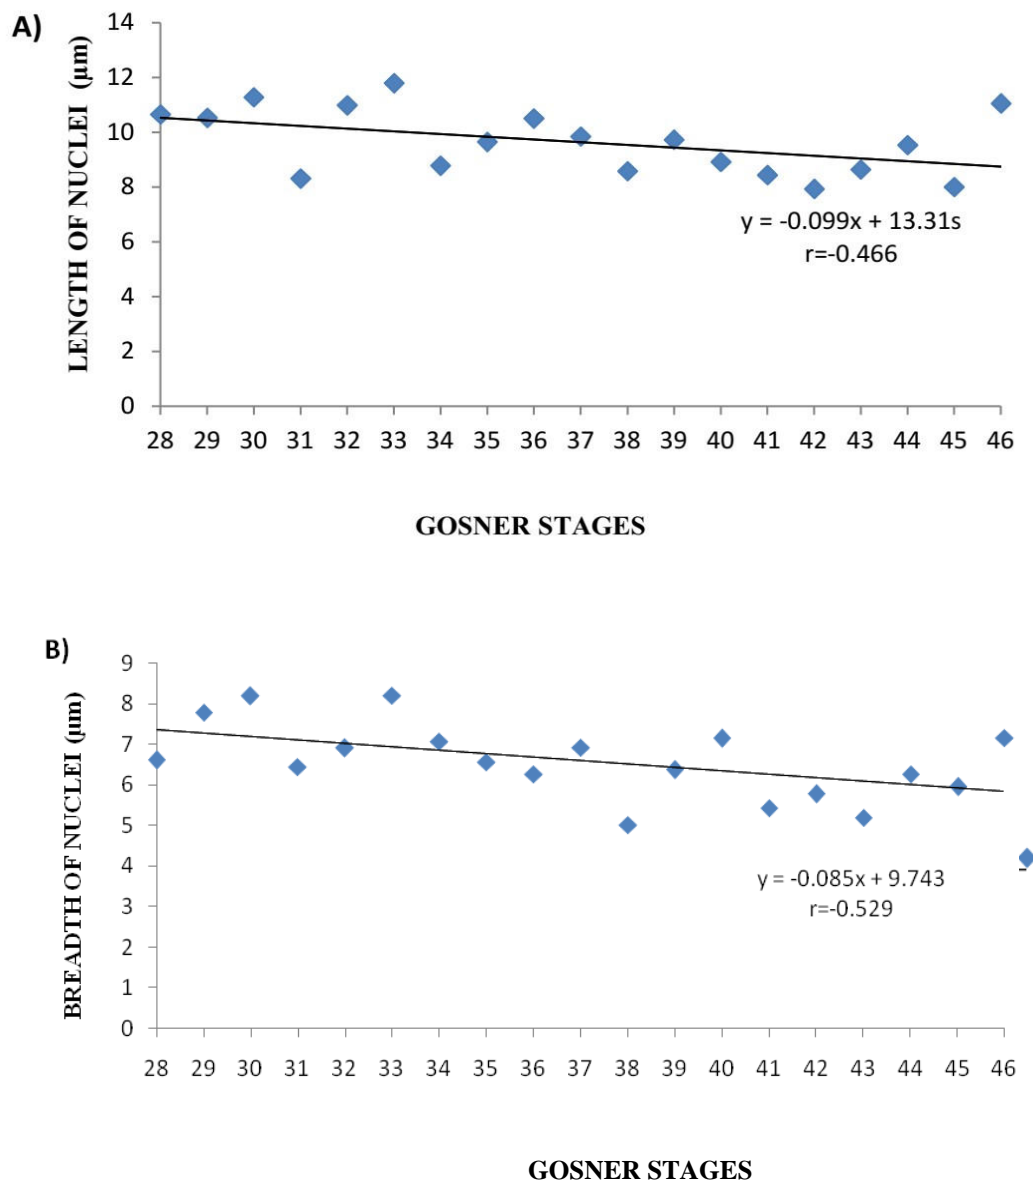 A)
LENGTH OF NUCLEI (µm)
14
12
10
8
6
4
2
0
y = -0.099x + 13.31s
r=-0.466
28 29 30 31 32 33 34 35 36 37 38 39 40 41 42 43 44 45 46
GOSNER STAGES
B)
BREADTH OF NUCLEI (µm)
9
8
7
6
5
4
3
2
1
0
y = -0.085x + 9.743
r=-0.529
28 29 30 31 32 33 34 35 36 37 38 39 40 41 42 43 44 45 46
GOSNER STAGES